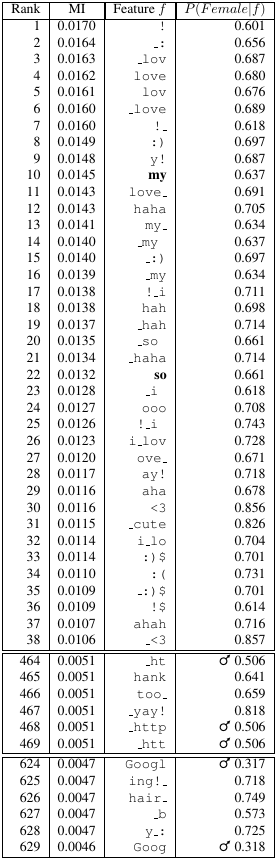 Rank MI Feature f P(Female|f)
1 0.0170 ! 0.601
2 0.0164 _: 0.656
3 0.0163 _lov 0.687
4 0.0162 love 0.680
5 0.0161 lov 0.676
6 0.0160 _love 0.689
7 0.0160 !_ 0.618
8 0.0149 :) 0.697
9 0.0148 y! 0.687
10 0.0148 my 0.637
11 0.0143 love_ 0.691
12 0.0143 haha 0.705
13 0.0141 my_ 0.634
14 0.0140 _my 0.637
15 0.0140 _:) 0.697
16 0.0139 _my 0.634
17 0.0138 !_i 0.711
18 0.0138 hah 0.698
19 0.0137 _hah 0.714
20 0.0135 _so 0.661
21 0.0134 _haha 0.714
22 0.0132 so 0.661
23 0.0128 _i 0.618
24 0.0127 ooo 0.708
25 0.0126 !_i 0.743
26 0.0123 i_lov 0.728
27 0.0120 ove_ 0.671
28 0.0117 ay! 0.718
29 0.0116 aha 0.678
30 0.0116 <3 0.856
31 0.0115 _cute 0.826
32 0.0114 i_lo 0.704
33 0.0114 :)$ 0.701
34 0.0110 :( 0.731
35 0.0109 _:)$ 0.701
36 0.0109 !$ 0.614
37 0.0107 ahah 0.716
38 0.0106 _<3 0.857
464 0.0051 _ht ♂ 0.506
465 0.0051 hank 0.641
466 0.0051 too_ 0.659
467 0.0051 _yay! 0.818
468 0.0051 _http ♂ 0.506
469 0.0051 _htt ♂ 0.506
624 0.0047 Googl ♂ 0.317
625 0.0047 ing!_ 0.718
626 0.0047 hair_ 0.749
627 0.0047 _b 0.573
628 0.0047 y_: 0.725
629 0.0046 Goog ♂ 0.318